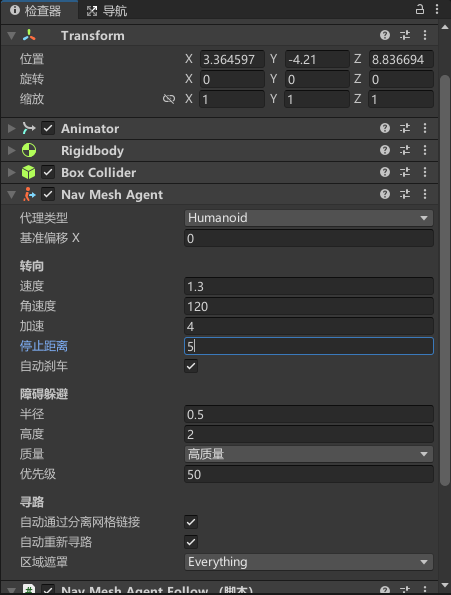 检查器 导航
Transform
位置 X 3.364597 Y -4.21 Z 8.836694
旋转 X 0 Y 0 Z 0
缩放 X 1 Y 1 Z 1
Animator
Rigidbody
Box Collider
Nav Mesh Agent
代理类型 Humanoid
基准偏移 X 0
转向
速度 1.3
角速度 120
加速 4
停止距离 5
自动刹车
障碍躲避
半径 0.5
高度 2
质量 高质量
优先级 50
寻路
自动通过分离网格链接
自动重新寻路
区域遮罩 Everything
Nav Mesh Agent Follow (脚本)